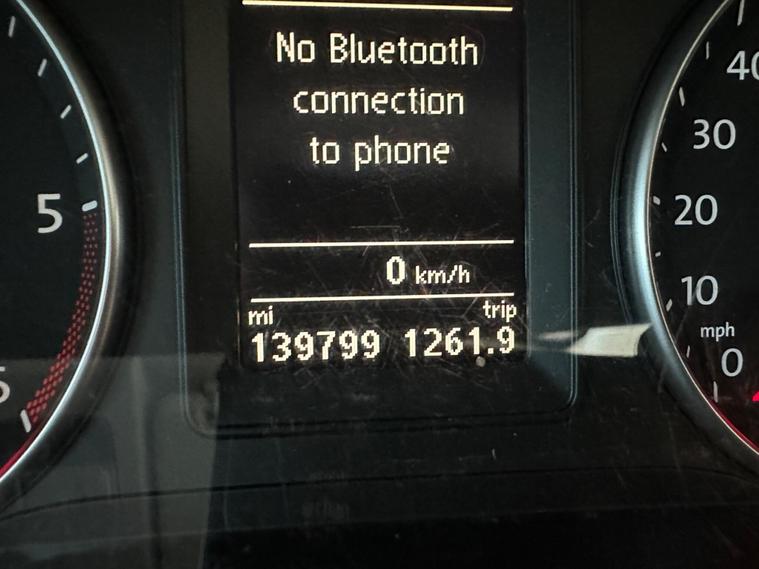 No Bluetooth
connection
to phone
0 km/h
mi trip
139799 1261.9
5
40
30
20
10
mph
0